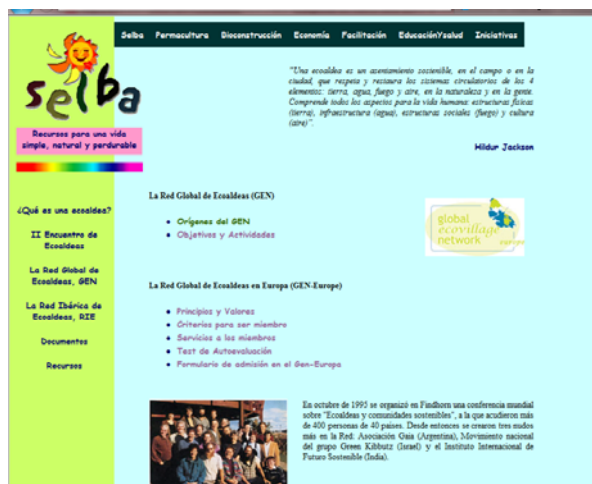 Selba Permacultura Bioconstrucción Economía Facilitación EducaciónYsalud Iniciativas
selba
Recursos para una vida
simple, natural y perdurable
¿Qué es una ecoaldea?
II Encuentro de
Ecoaldeas
La Red Global de
Ecoaldeas, GEN
La Red Ibérica de
Ecoaldeas, RIE
Documentos
Recursos
"Una ecoaldea es un asentamiento sostenible, en el campo o en la
ciudad, que respeta y restaura los sistemas circulatorios de los 4
elementos: tierra, agua, fuego y aire, en la naturaleza y en la gente.
Comprende todos los aspectos para la vida humana: estructuras físicas
(tierra), infraestructura (agua), estructuras sociales (fuego) y cultura
(aire)".
Hildur Jackson
La Red Global de Ecoaldeas (GEN)
Orígenes del GEN
Objetivos y Actividades
global
ecovillage
network europe
La Red Global de Ecoaldeas en Europa (GEN-Europe)
Principios y Valores
Criterios para ser miembro
Servicios a los miembros
Test de Autoevaluación
Formulario de admisión en el Gen-Europa
En octubre de 1995 se organizó en Findhorn una conferencia mundial
sobre "Ecoaldeas y comunidades sostenibles", a la que acudieron más
de 400 personas de 40 países. Desde entonces se crearon tres nudos
más en la Red: Asociación Gaia (Argentina), Movimiento nacional
del grupo Green Kibbutz (Israel) y el Instituto Internacional de
Futuro Sostenible (India).